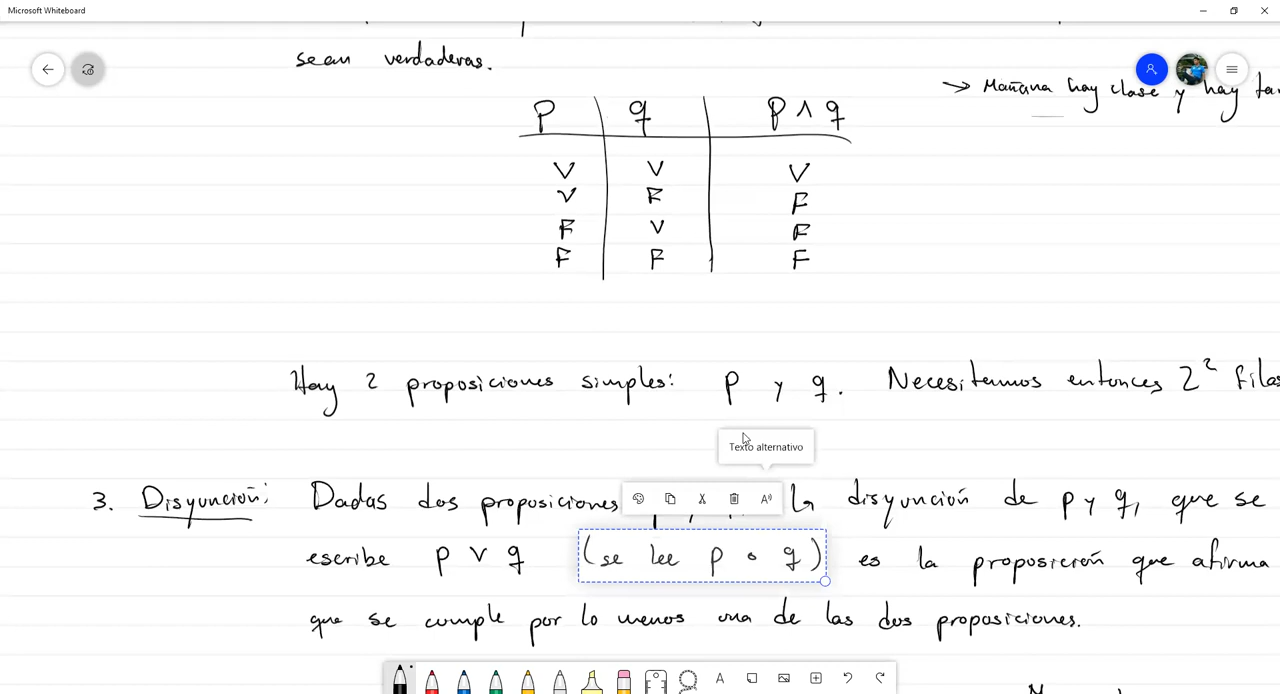 Microsoft Whiteboard
sean verdaderas.
→ Mañana hay clase y hay
p q p ∧ q
V V V
V F F
F V F
F F F
Hay 2 proposiciones simples: p y q. Necesitamos entonces 2² filas
Texto alternativo
3. Disyunción: Dadas dos proposiciones la disyunción de p y q, que se
escribe p ∨ q (se lee p o q) es la proposición que afirma
que se cumple por lo menos una de las dos proposiciones.